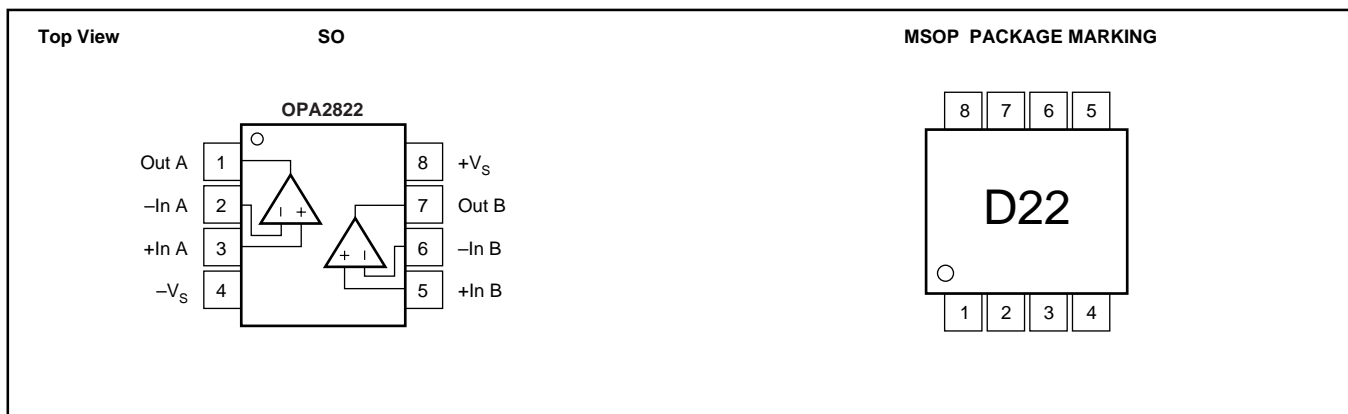 Top View SO
OPA2822
Out A 1
–In A 2
+In A 3
–VS 4
8 +VS
7 Out B
6 –In B
5 +In B
– +
+ –
MSOP PACKAGE MARKING
8 7 6 5
D22
1 2 3 4